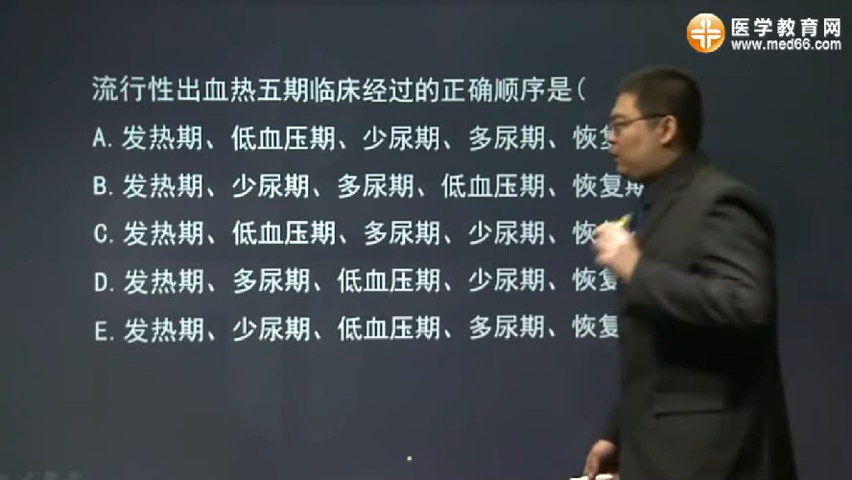 医学教育网
www.med66.com
流行性出血热五期临床经过的正确顺序是(
A. 发热期、低血压期、少尿期、多尿期、恢复
B. 发热期、少尿期、多尿期、低血压期、恢复期
C. 发热期、低血压期、多尿期、少尿期、恢
D. 发热期、多尿期、低血压期、少尿期、恢复
E. 发热期、少尿期、低血压期、多尿期、恢复